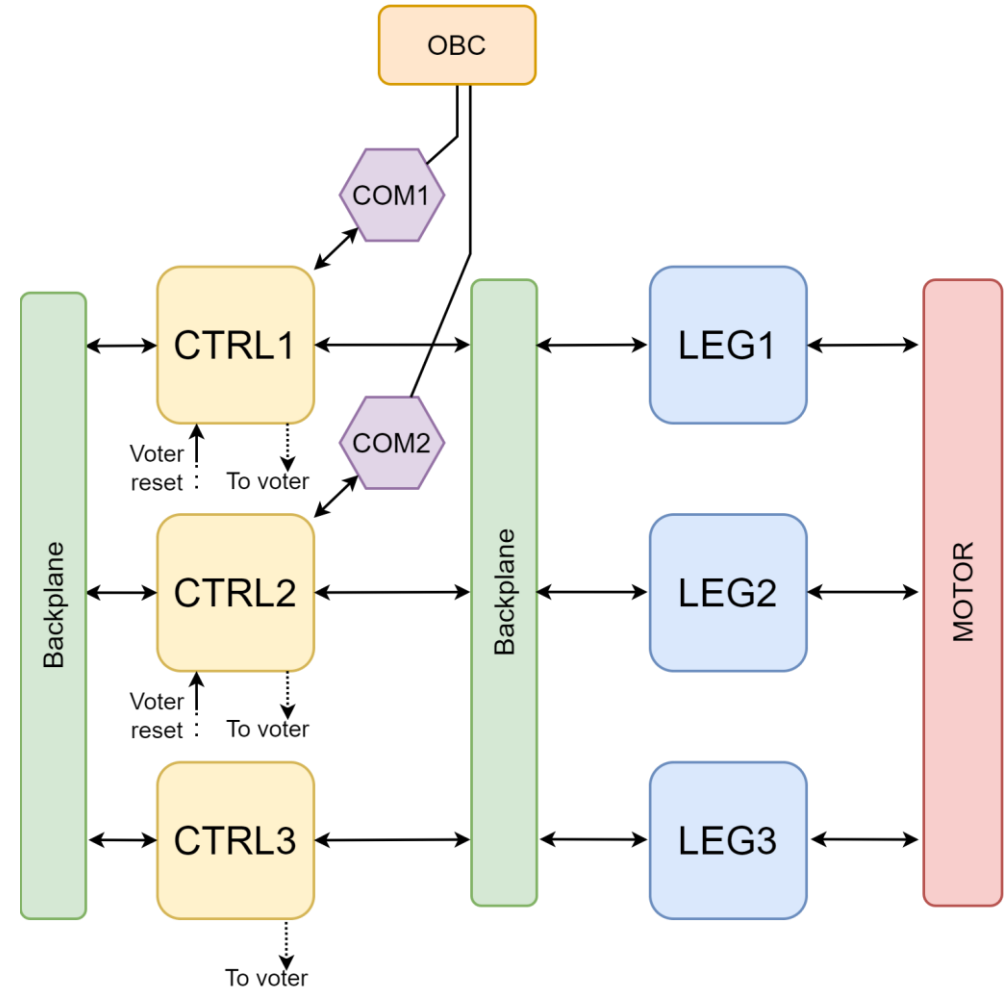 OBC
COM1
CTRL1
LEG1
Voter
reset
To voter
COM2
Backplane
CTRL2
Backplane
LEG2
MOTOR
Voter
reset
To voter
CTRL3
LEG3
To voter